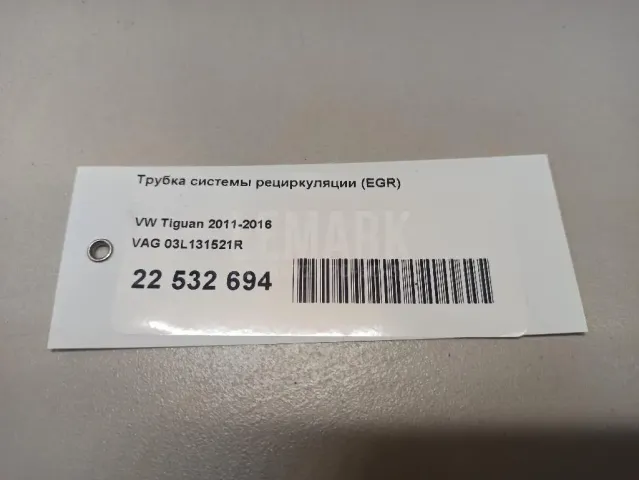 Трубка системы рециркуляции (EGR)
VW Tiguan 2011-2016
VAG 03L131521R
22 532 694